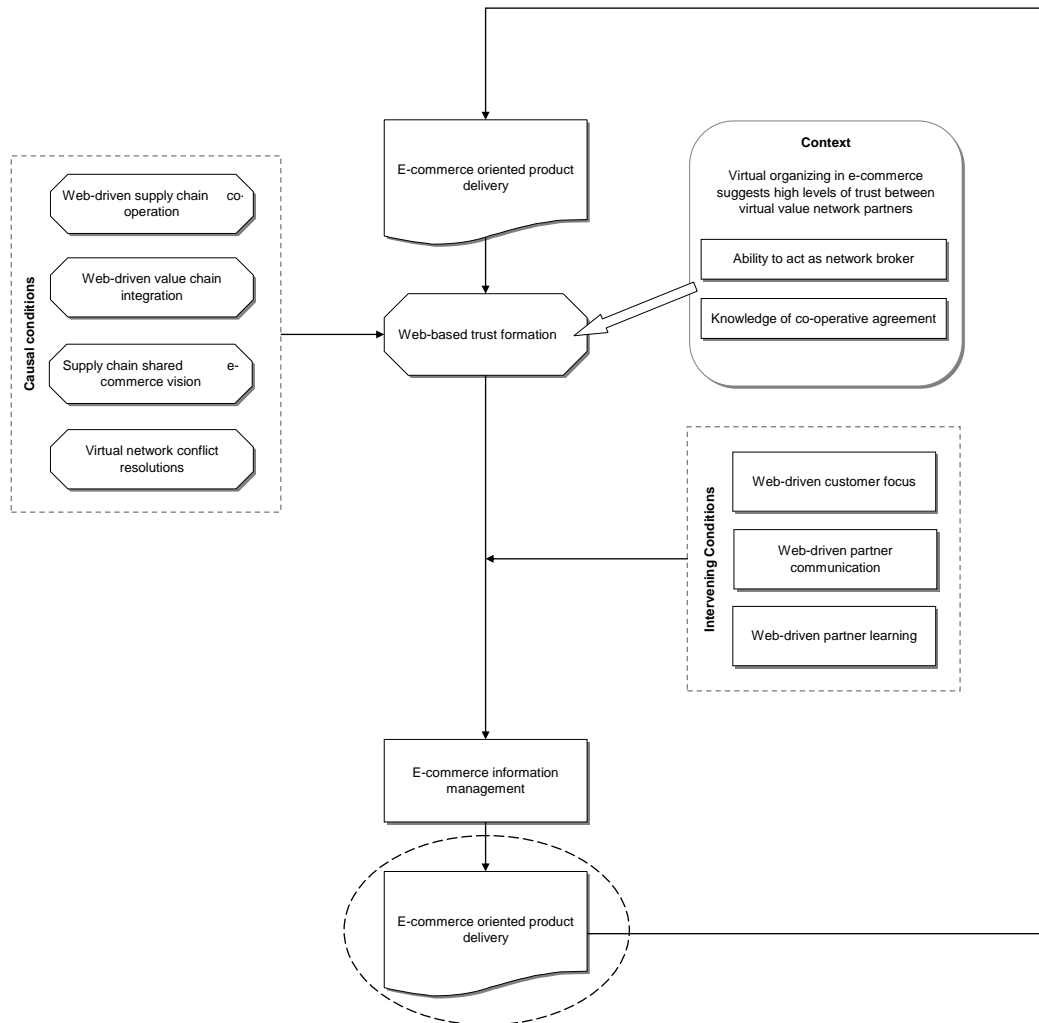 E-commerce oriented product
delivery
Context
Virtual organizing in e-commerce
suggests high levels of trust between
virtual value network partners
Ability to act as network broker
Knowledge of co-operative agreement
Causal conditions
Web-driven supply chain co-
operation
Web-driven value chain
integration
Supply chain shared e-
commerce vision
Virtual network conflict
resolutions
Web-based trust formation
Intervening Conditions
Web-driven customer focus
Web-driven partner
communication
Web-driven partner learning
E-commerce information
management
E-commerce oriented product
delivery